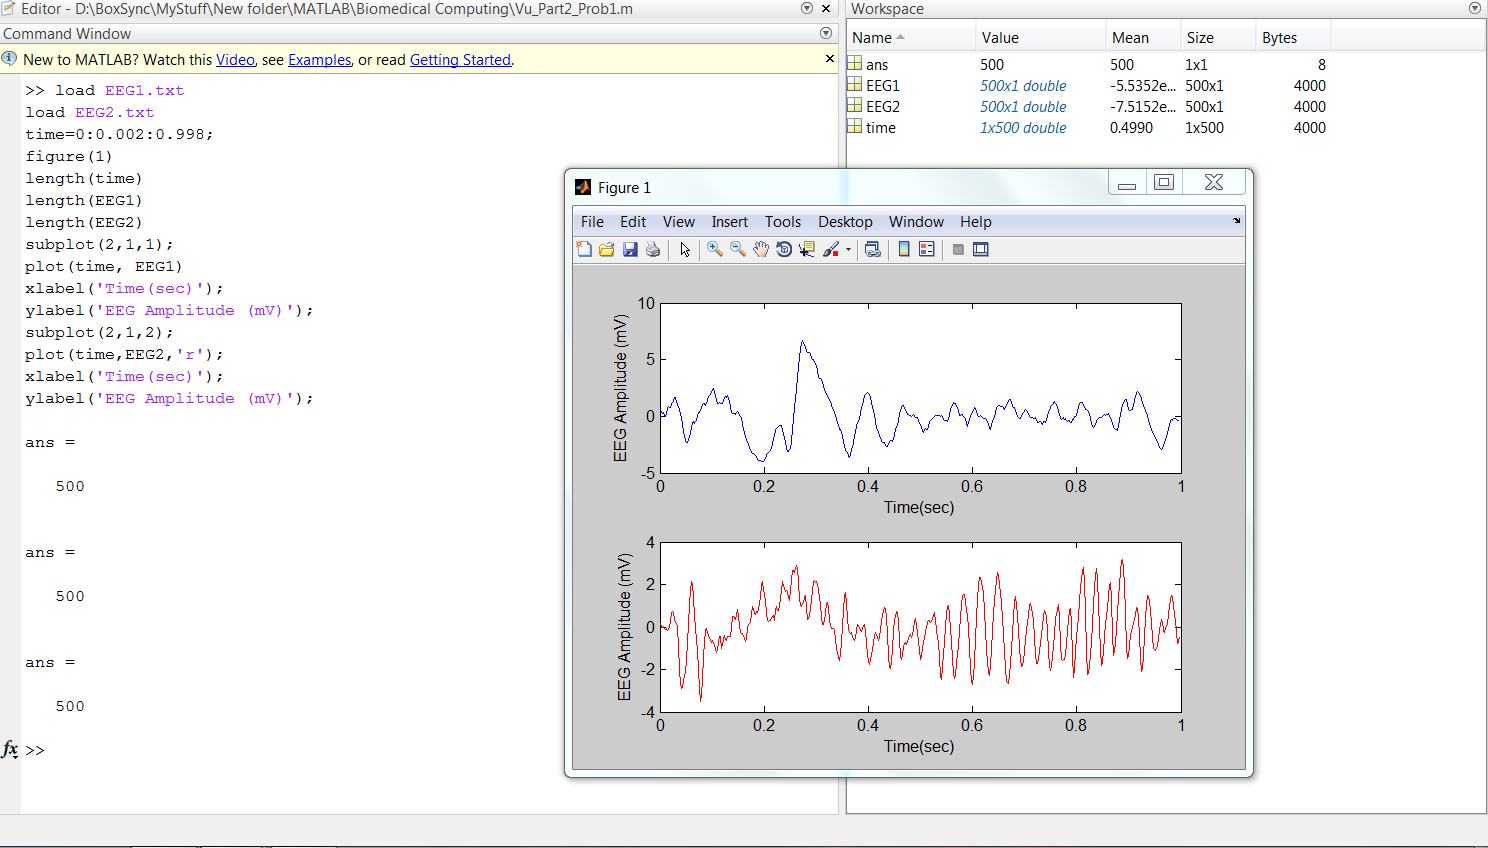 Editor - D:\BoxSync\MyStuff\New folder\MATLAB\Biomedical Computing\Vu_Part2_Prob1.m
Command Window
New to MATLAB? Watch this Video, see Examples, or read Getting Started.
>> load EEG1.txt
load EEG2.txt
time=0:0.002:0.998;
figure(1)
length(time)
length(EEG1)
length(EEG2)
subplot(2,1,1);
plot(time, EEG1)
xlabel('Time(sec)');
ylabel('EEG Amplitude (mV)');
subplot(2,1,2);
plot(time,EEG2,'r');
xlabel('Time(sec)');
ylabel('EEG Amplitude (mV)');
ans =
500
ans =
500
ans =
500
fx >>
Workspace
Name Value Mean Size Bytes
ans 500 500 1x1 8
EEG1 500x1 double -5.5352e... 500x1 4000
EEG2 500x1 double -7.5152e... 500x1 4000
time 1x500 double 0.4990 1x500 4000
Figure 1
File Edit View Insert Tools Desktop Window Help
EEG Amplitude (mV)
10
5
0
-5
0 0.2 0.4 0.6 0.8 1
Time(sec)
EEG Amplitude (mV)
4
2
0
-2
-4
0 0.2 0.4 0.6 0.8 1
Time(sec)